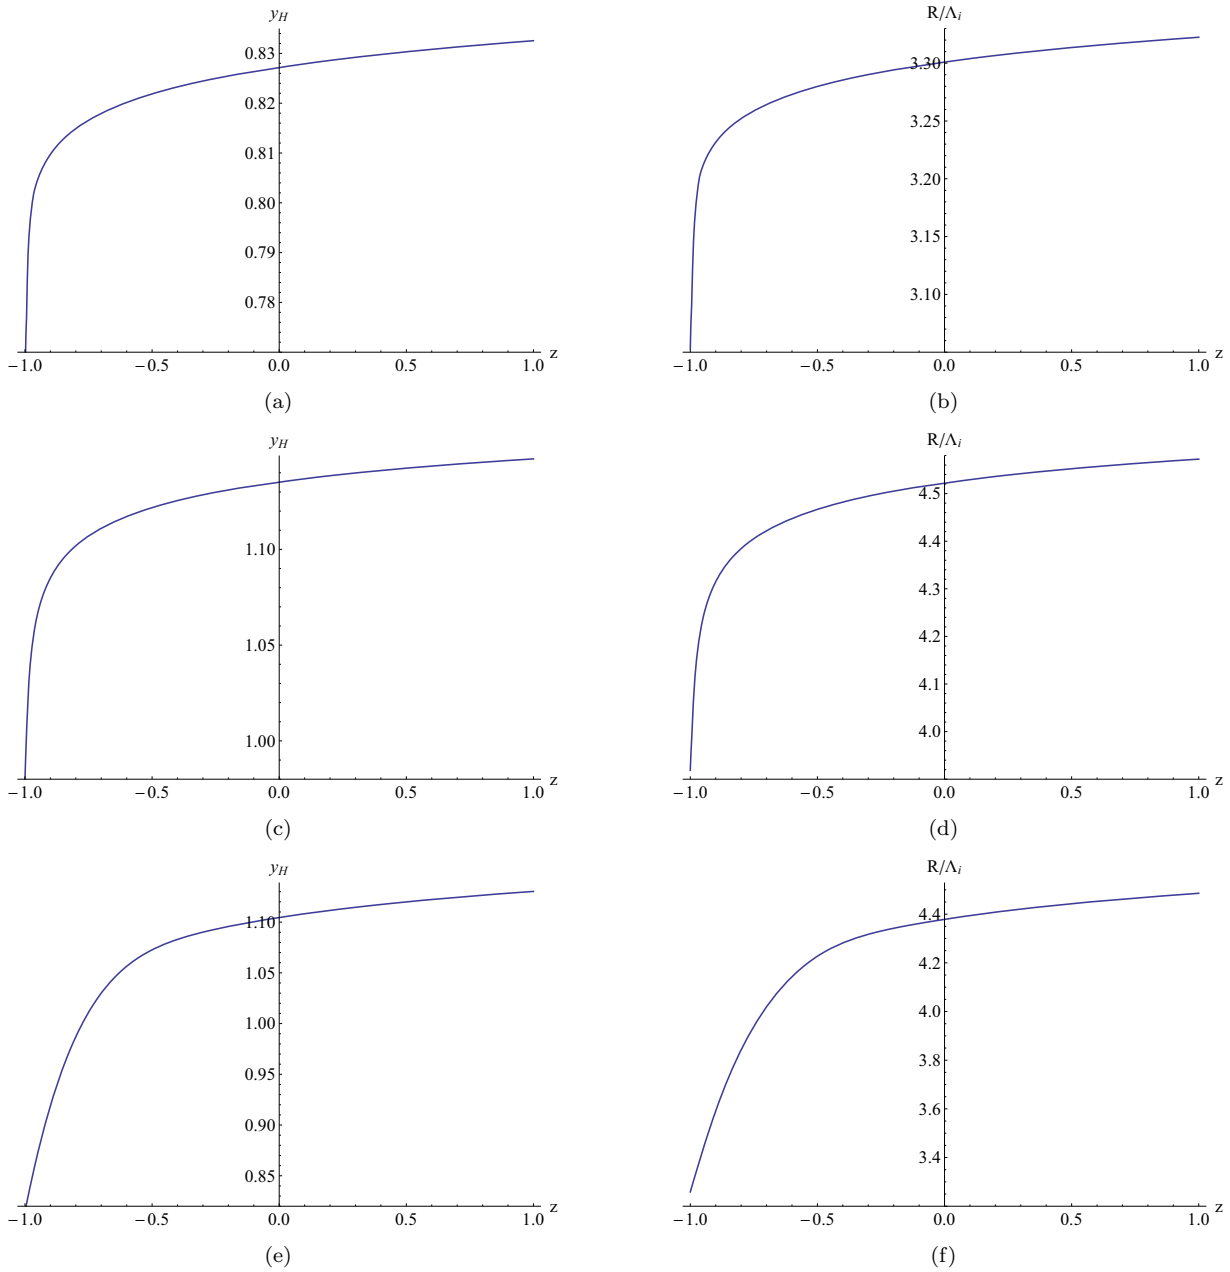 y_H
0.83
0.82
0.81
0.80
0.79
0.78
−1.0 −0.5 0.0 0.5 1.0 z
(a)
R/Λ_i
3.30
3.25
3.20
3.15
3.10
−1.0 −0.5 0.0 0.5 1.0 z
(b)
y_H
1.10
1.05
1.00
−1.0 −0.5 0.0 0.5 1.0 z
(c)
R/Λ_i
4.5
4.4
4.3
4.2
4.1
4.0
−1.0 −0.5 0.0 0.5 1.0 z
(d)
y_H
1.10
1.05
1.00
0.95
0.90
0.85
−1.0 −0.5 0.0 0.5 1.0 z
(e)
R/Λ_i
4.4
4.2
4.0
3.8
3.6
3.4
−1.0 −0.5 0.0 0.5 1.0 z
(f)